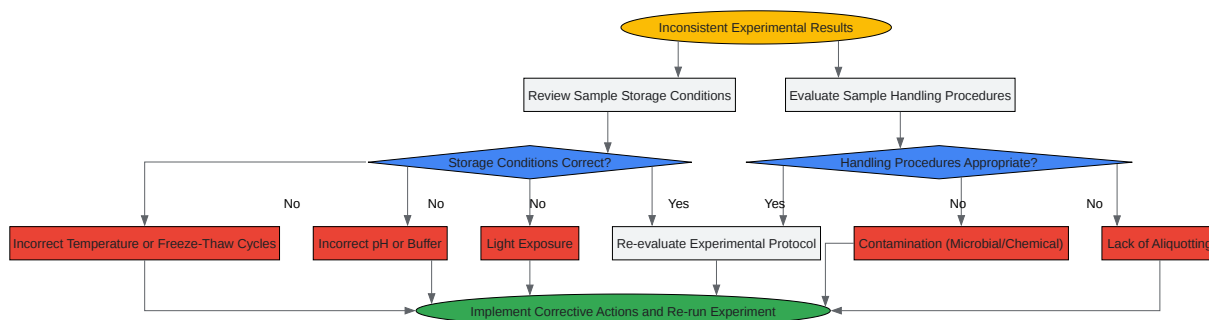 Inconsistent Experimental Results
Review Sample Storage Conditions
Evaluate Sample Handling Procedures
Storage Conditions Correct?
Handling Procedures Appropriate?
No
No
No
Yes
Yes
No
No
Incorrect Temperature or Freeze-Thaw Cycles
Incorrect pH or Buffer
Light Exposure
Re-evaluate Experimental Protocol
Contamination (Microbial/Chemical)
Lack of Aliquotting
Implement Corrective Actions and Re-run Experiment